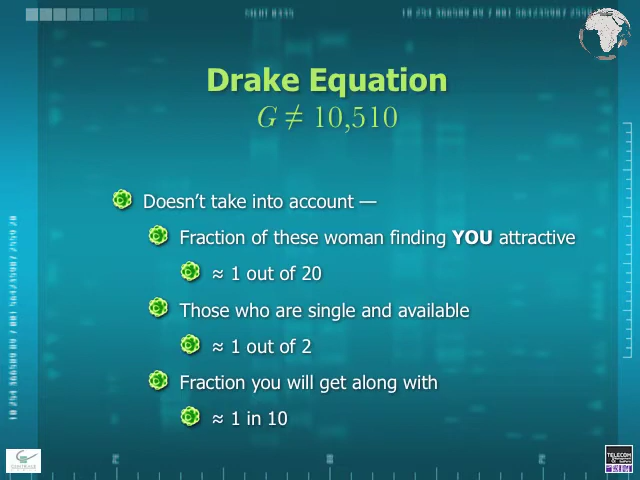 Drake Equation
G ≠ 10,510
Doesn't take into account —
Fraction of these woman finding YOU attractive
≈ 1 out of 20
Those who are single and available
≈ 1 out of 2
Fraction you will get along with
≈ 1 in 10
TELECOM